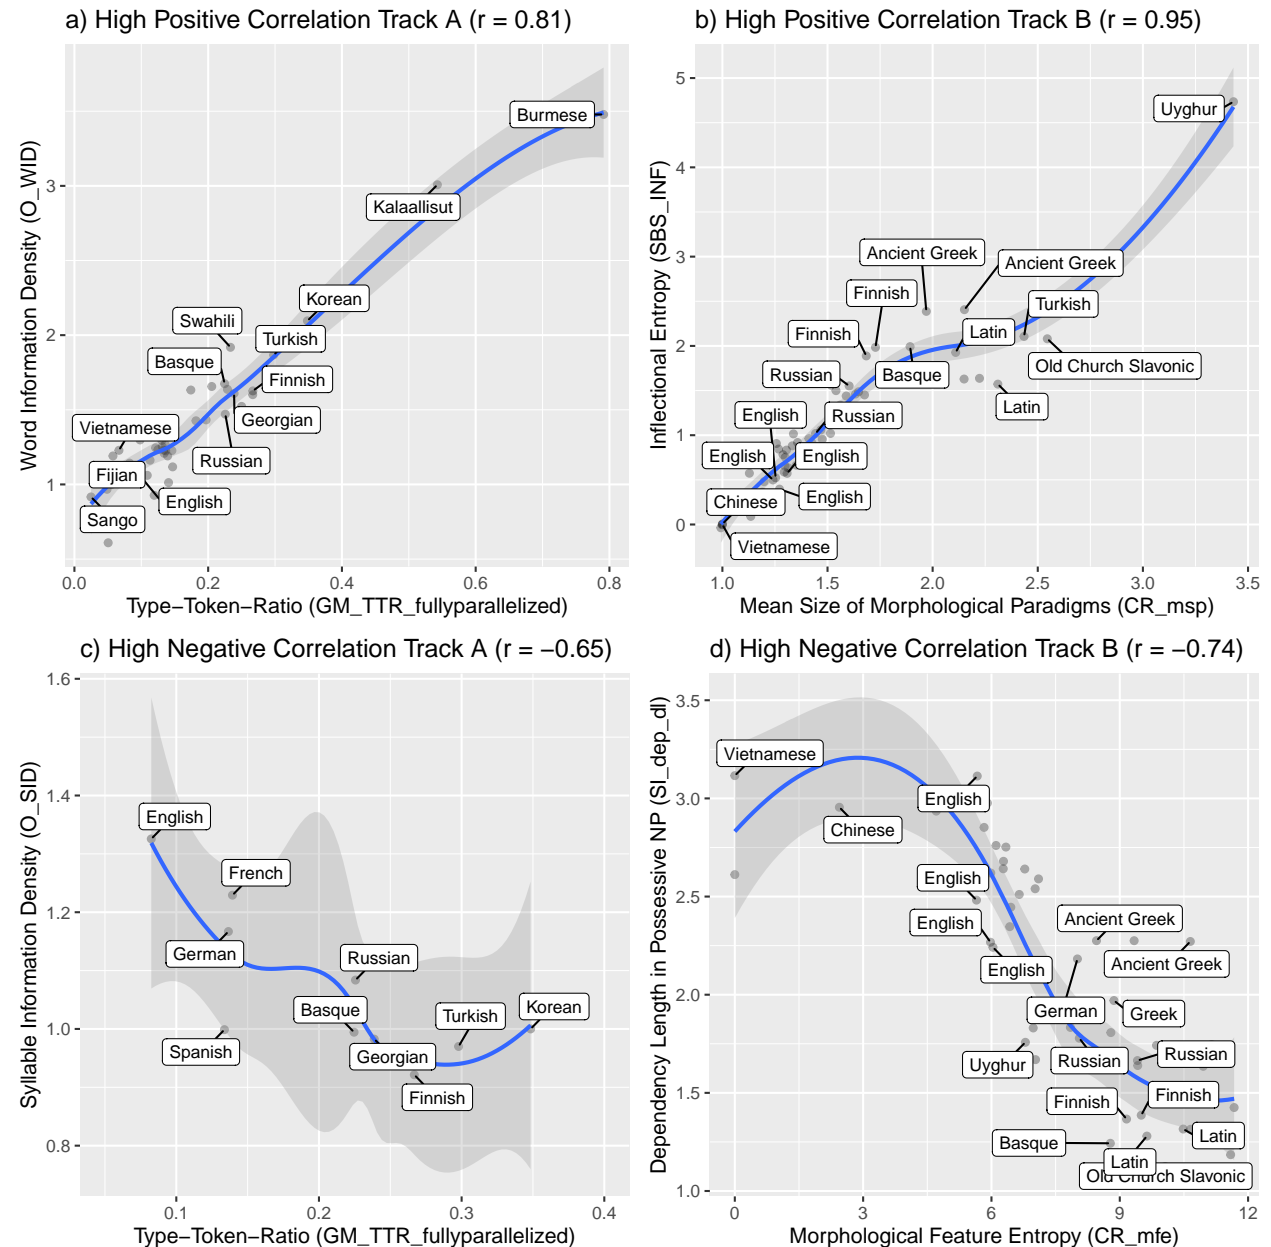 a) High Positive Correlation Track A (r = 0.81)
Word Information Density (O_WID)
3
2
1
Burmese
Kalaallisut
Korean
Swahili
Turkish
Basque
Finnish
Georgian
Vietnamese
Russian
Fijian
English
Sango
0.0 0.2 0.4 0.6 0.8
Type−Token−Ratio (GM_TTR_fullyparallelized)
b) High Positive Correlation Track B (r = 0.95)
Inflectional Entropy (SBS_INF)
5
4
3
2
1
0
Uyghur
Ancient Greek
Ancient Greek
Finnish
Turkish
Finnish
Latin
Old Church Slavonic
Russian
Basque
Latin
English
Russian
English
English
Chinese
English
Vietnamese
1.0 1.5 2.0 2.5 3.0 3.5
Mean Size of Morphological Paradigms (CR_msp)
c) High Negative Correlation Track A (r = −0.65)
Syllable Information Density (O_SID)
1.6
1.4
1.2
1.0
0.8
English
French
German
Russian
Basque
Turkish
Korean
Spanish
Georgian
Finnish
0.1 0.2 0.3 0.4
Type−Token−Ratio (GM_TTR_fullyparallelized)
d) High Negative Correlation Track B (r = −0.74)
Dependency Length in Possessive NP (SI_dep_dl)
3.5
3.0
2.5
2.0
1.5
1.0
Vietnamese
English
Chinese
English
English
Ancient Greek
English
Ancient Greek
German
Greek
Uyghur
Russian
Russian
Finnish
Finnish
Basque
Latin
Latin
Old Church Slavonic
0 3 6 9 12
Morphological Feature Entropy (CR_mfe)